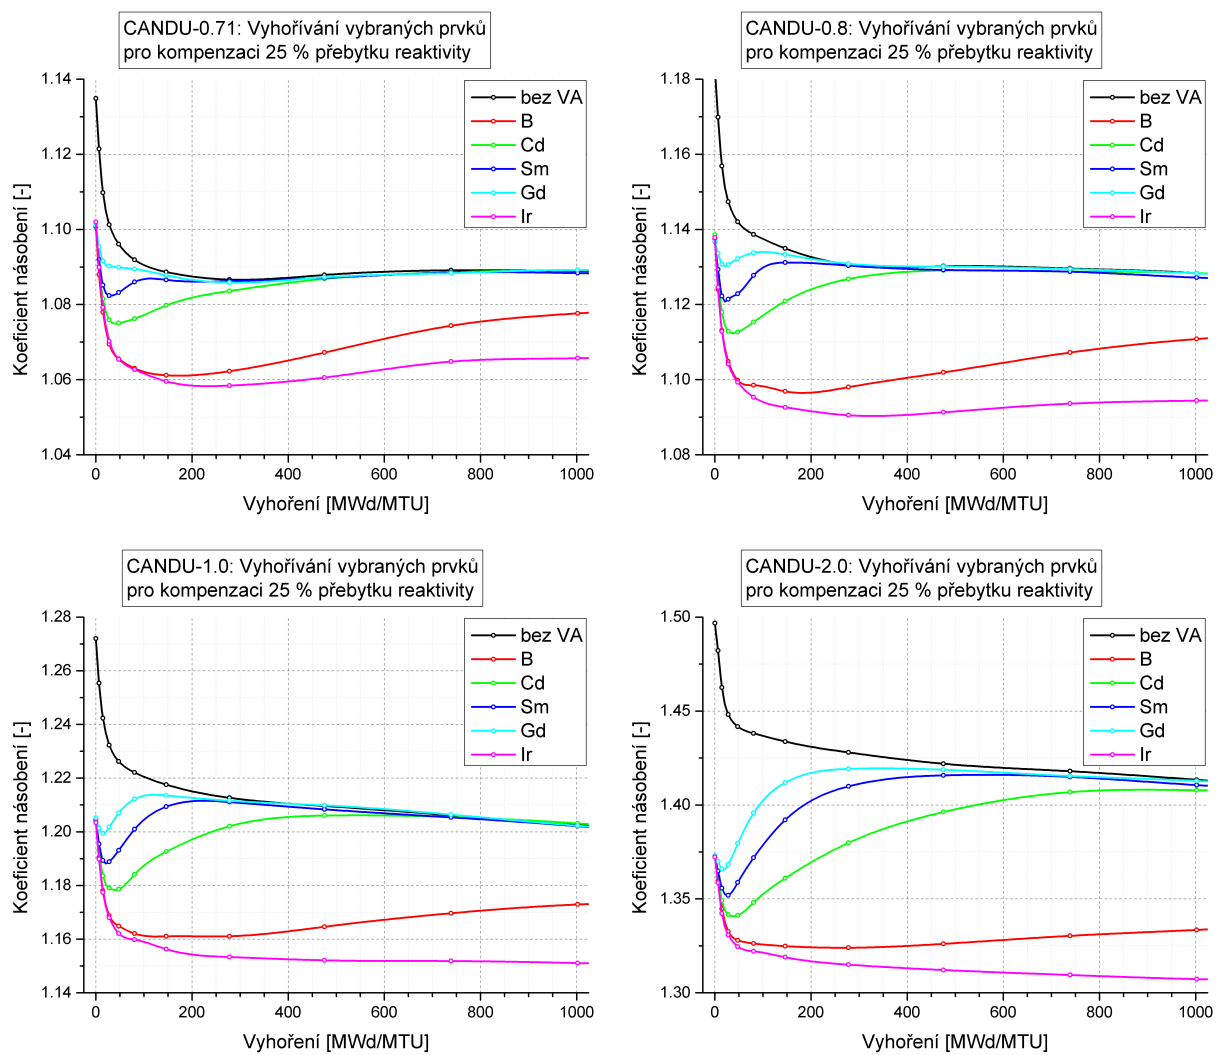 CANDU-0.71: Vyhořívání vybraných prvků
pro kompenzaci 25 % přebytku reaktivity
1.14
1.12
1.10
1.08
1.06
1.04
Koeficient násobení [-]
bez VA
B
Cd
Sm
Gd
Ir
0
200
400
600
800
1000
Vyhoření [MWd/MTU]
CANDU-0.8: Vyhořívání vybraných prvků
pro kompenzaci 25 % přebytku reaktivity
1.18
1.16
1.14
1.12
1.10
1.08
Koeficient násobení [-]
bez VA
B
Cd
Sm
Gd
Ir
0
200
400
600
800
1000
Vyhoření [MWd/MTU]
CANDU-1.0: Vyhořívání vybraných prvků
pro kompenzaci 25 % přebytku reaktivity
1.28
1.26
1.24
1.22
1.20
1.18
1.16
1.14
Koeficient násobení [-]
bez VA
B
Cd
Sm
Gd
Ir
0
200
400
600
800
1000
Vyhoření [MWd/MTU]
CANDU-2.0: Vyhořívání vybraných prvků
pro kompenzaci 25 % přebytku reaktivity
1.50
1.45
1.40
1.35
1.30
Koeficient násobení [-]
bez VA
B
Cd
Sm
Gd
Ir
0
200
400
600
800
1000
Vyhoření [MWd/MTU]